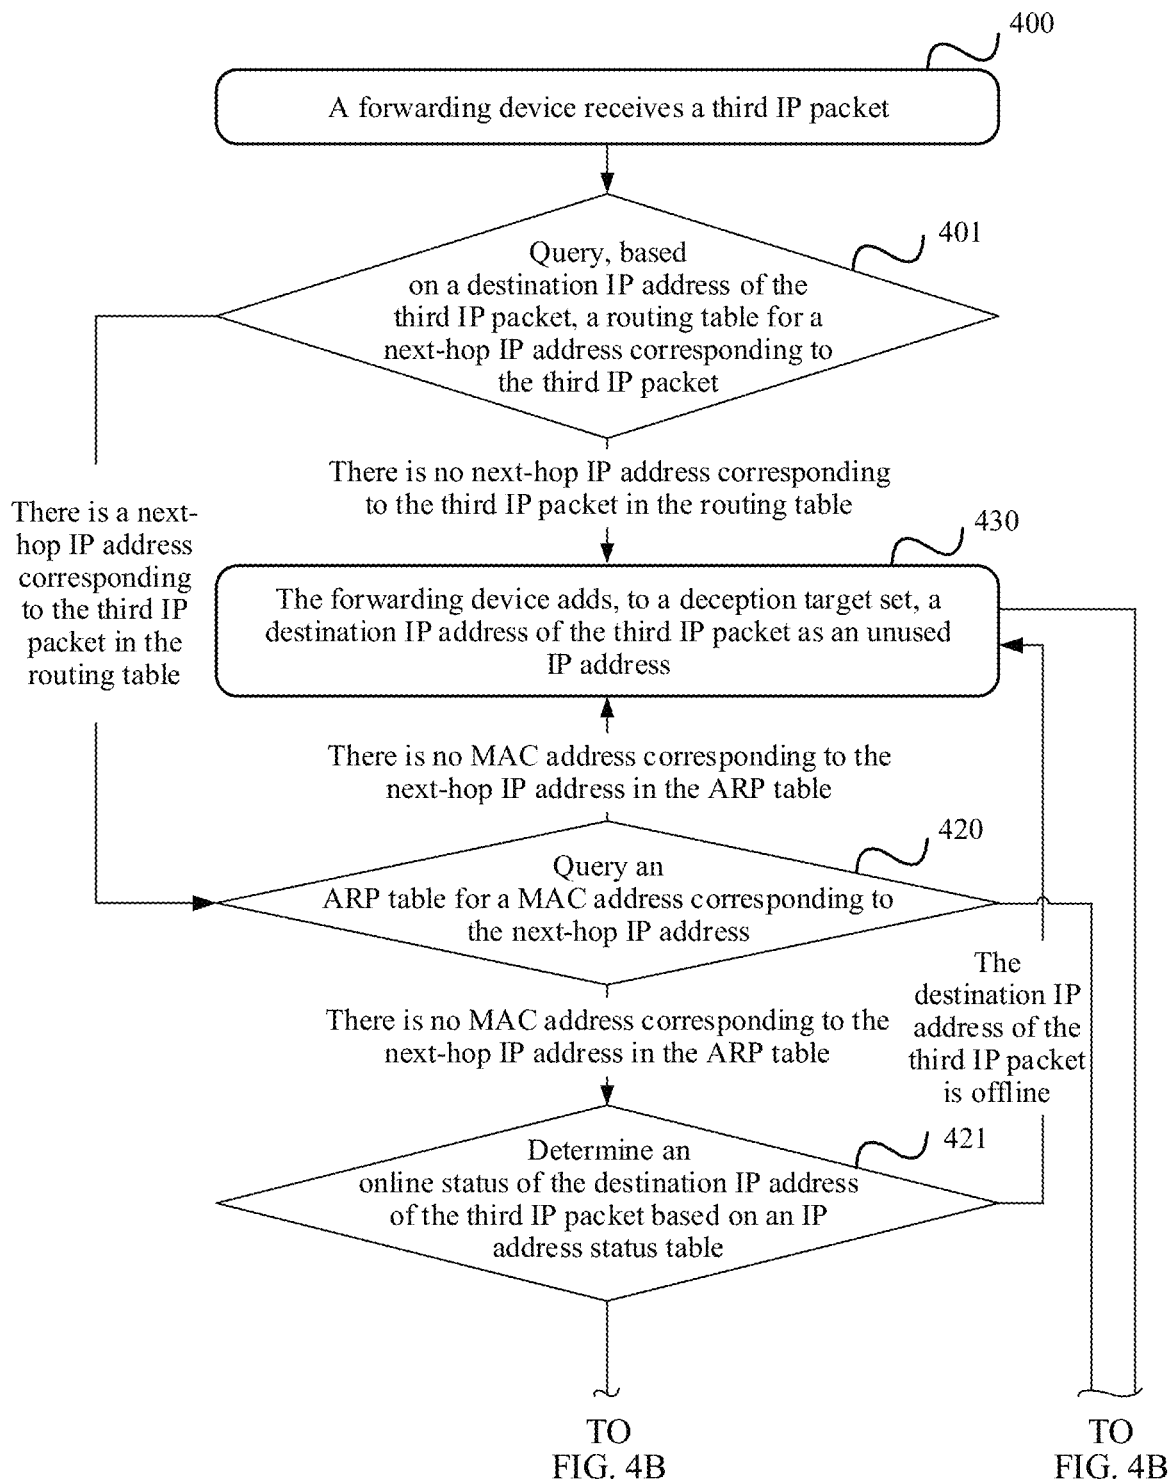 400
A forwarding device receives a third IP packet
401
Query, based
on a destination IP address of the
third IP packet, a routing table for a
next-hop IP address corresponding to
the third IP packet
There is no next-hop IP address corresponding
to the third IP packet in the routing table
There is a next-
hop IP address
corresponding
to the third IP
packet in the
routing table
430
The forwarding device adds, to a deception target set, a
destination IP address of the third IP packet as an unused
IP address
There is no MAC address corresponding to the
next-hop IP address in the ARP table
420
Query an
ARP table for a MAC address corresponding to
the next-hop IP address
The
destination IP
address of the
third IP packet
is offline
There is no MAC address corresponding to the
next-hop IP address in the ARP table
421
Determine an
online status of the destination IP address
of the third IP packet based on an IP
address status table
TO
FIG. 4B
TO
FIG. 4B